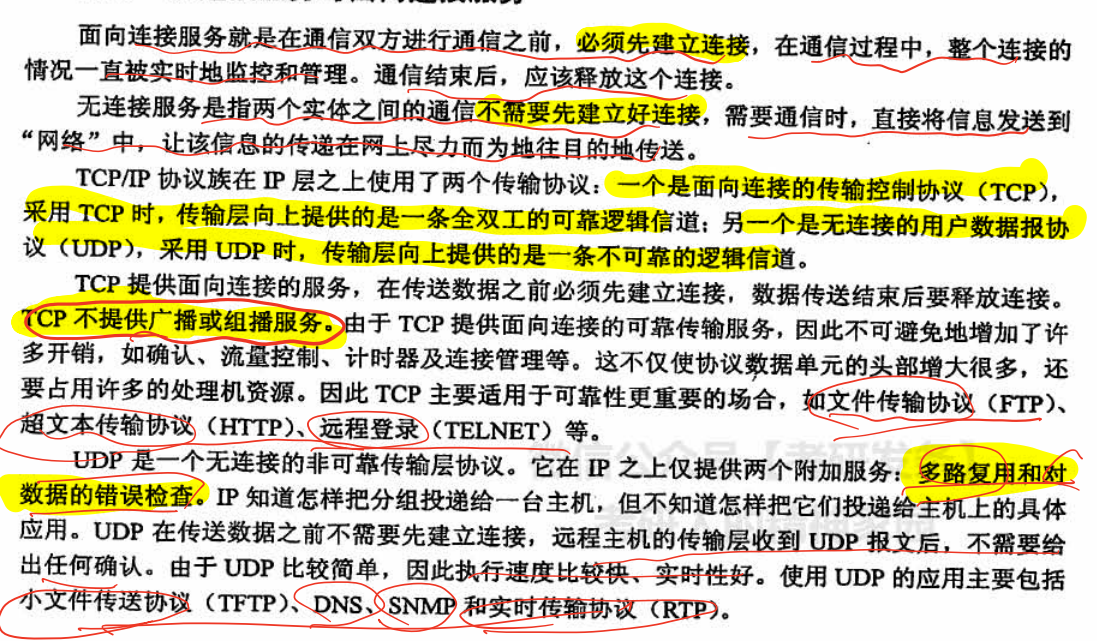 面向连接服务就是在通信双方进行通信之前，必须先建立连接，在通信过程中，整个连接的
情况一直被实时地监控和管理。通信结束后，应该释放这个连接。
无连接服务是指两个实体之间的通信不需要先建立好连接，需要通信时，直接将信息发送到
“网络”中，让该信息的传递在网上尽力而为地往目的地传送。
TCP/IP 协议族在 IP 层之上使用了两个传输协议：一个是面向连接的传输控制协议（TCP），
采用 TCP 时，传输层向上提供的是一条全双工的可靠逻辑信道；另一个是无连接的用户数据报协
议（UDP），采用 UDP 时，传输层向上提供的是一条不可靠的逻辑信道。
TCP 提供面向连接的服务，在传送数据之前必须先建立连接，数据传送结束后要释放连接。
TCP 不提供广播或组播服务。由于 TCP 提供面向连接的可靠传输服务，因此不可避免地增加了许
多开销，如确认、流量控制、计时器及连接管理等。这不仅使协议数据单元的头部增大很多，还
要占用许多的处理机资源。因此 TCP 主要适用于可靠性更重要的场合，如文件传输协议（FTP）、
超文本传输协议（HTTP）、远程登录（TELNET）等。
UDP 是一个无连接的非可靠传输层协议。它在 IP 之上仅提供两个附加服务：多路复用和对
数据的错误检查。IP 知道怎样把分组投递给一台主机，但不知道怎样把它们投递给主机上的具体
应用。UDP 在传送数据之前不需要先建立连接，远程主机的传输层收到 UDP 报文后，不需要给
出任何确认。由于 UDP 比较简单，因此执行速度比较快、实时性好。使用 UDP 的应用主要包括
小文件传送协议（TFTP）、DNS、SNMP 和实时传输协议（RTP）。